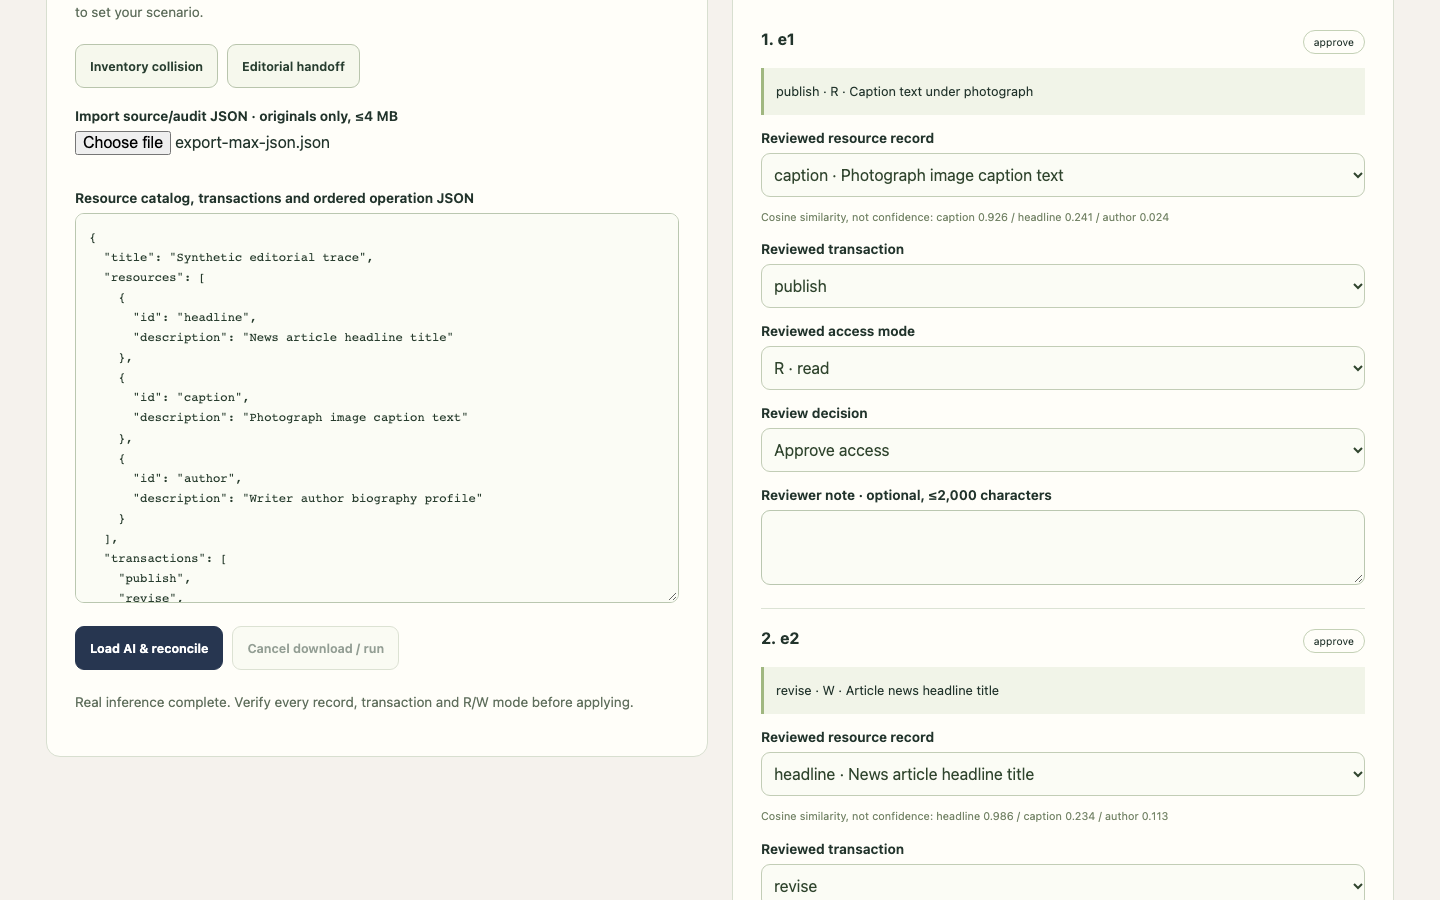 to set your scenario.
Inventory collision
Editorial handoff
Import source/audit JSON · originals only, ≤4 MB
Choose file export-max-json.json
Resource catalog, transactions and ordered operation JSON
{
"title": "Synthetic editorial trace",
"resources": [
{
"id": "headline",
"description": "News article headline title"
},
{
"id": "caption",
"description": "Photograph image caption text"
},
{
"id": "author",
"description": "Writer author biography profile"
}
],
"transactions": [
"publish",
"revise",
Load AI & reconcile
Cancel download / run
Real inference complete. Verify every record, transaction and R/W mode before applying.
1. e1
approve
publish · R · Caption text under photograph
Reviewed resource record
caption · Photograph image caption text
Cosine similarity, not confidence: caption 0.926 / headline 0.241 / author 0.024
Reviewed transaction
publish
Reviewed access mode
R · read
Review decision
Approve access
Reviewer note · optional, ≤2,000 characters
2. e2
approve
revise · W · Article news headline title
Reviewed resource record
headline · News article headline title
Cosine similarity, not confidence: headline 0.986 / caption 0.234 / author 0.113
Reviewed transaction
revise